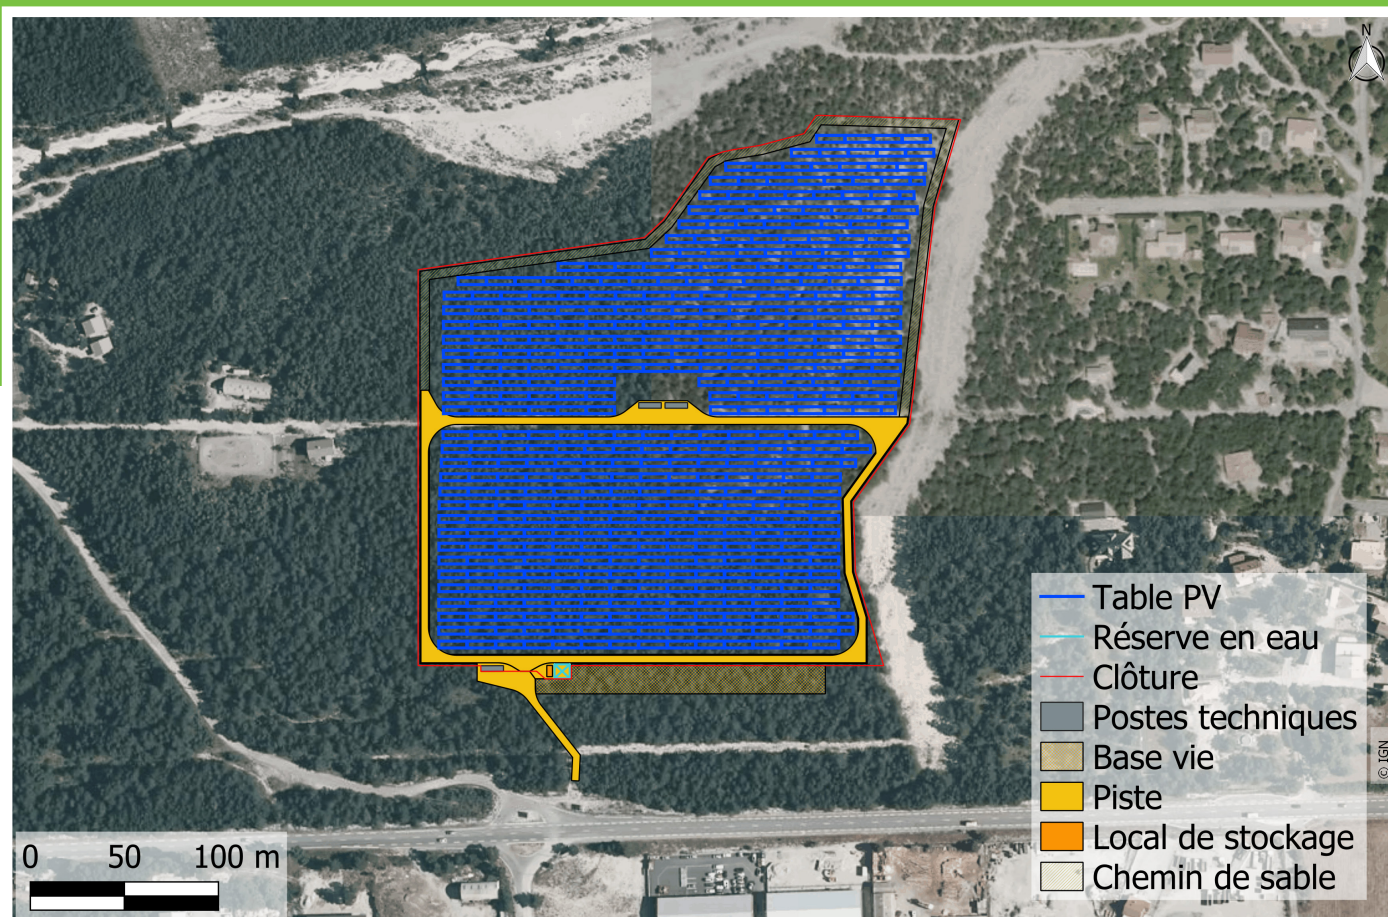 N
Table PV
Réserve en eau
Clôture
Postes techniques
Base vie
Piste
Local de stockage
Chemin de sable
© IGN
0 50 100 m